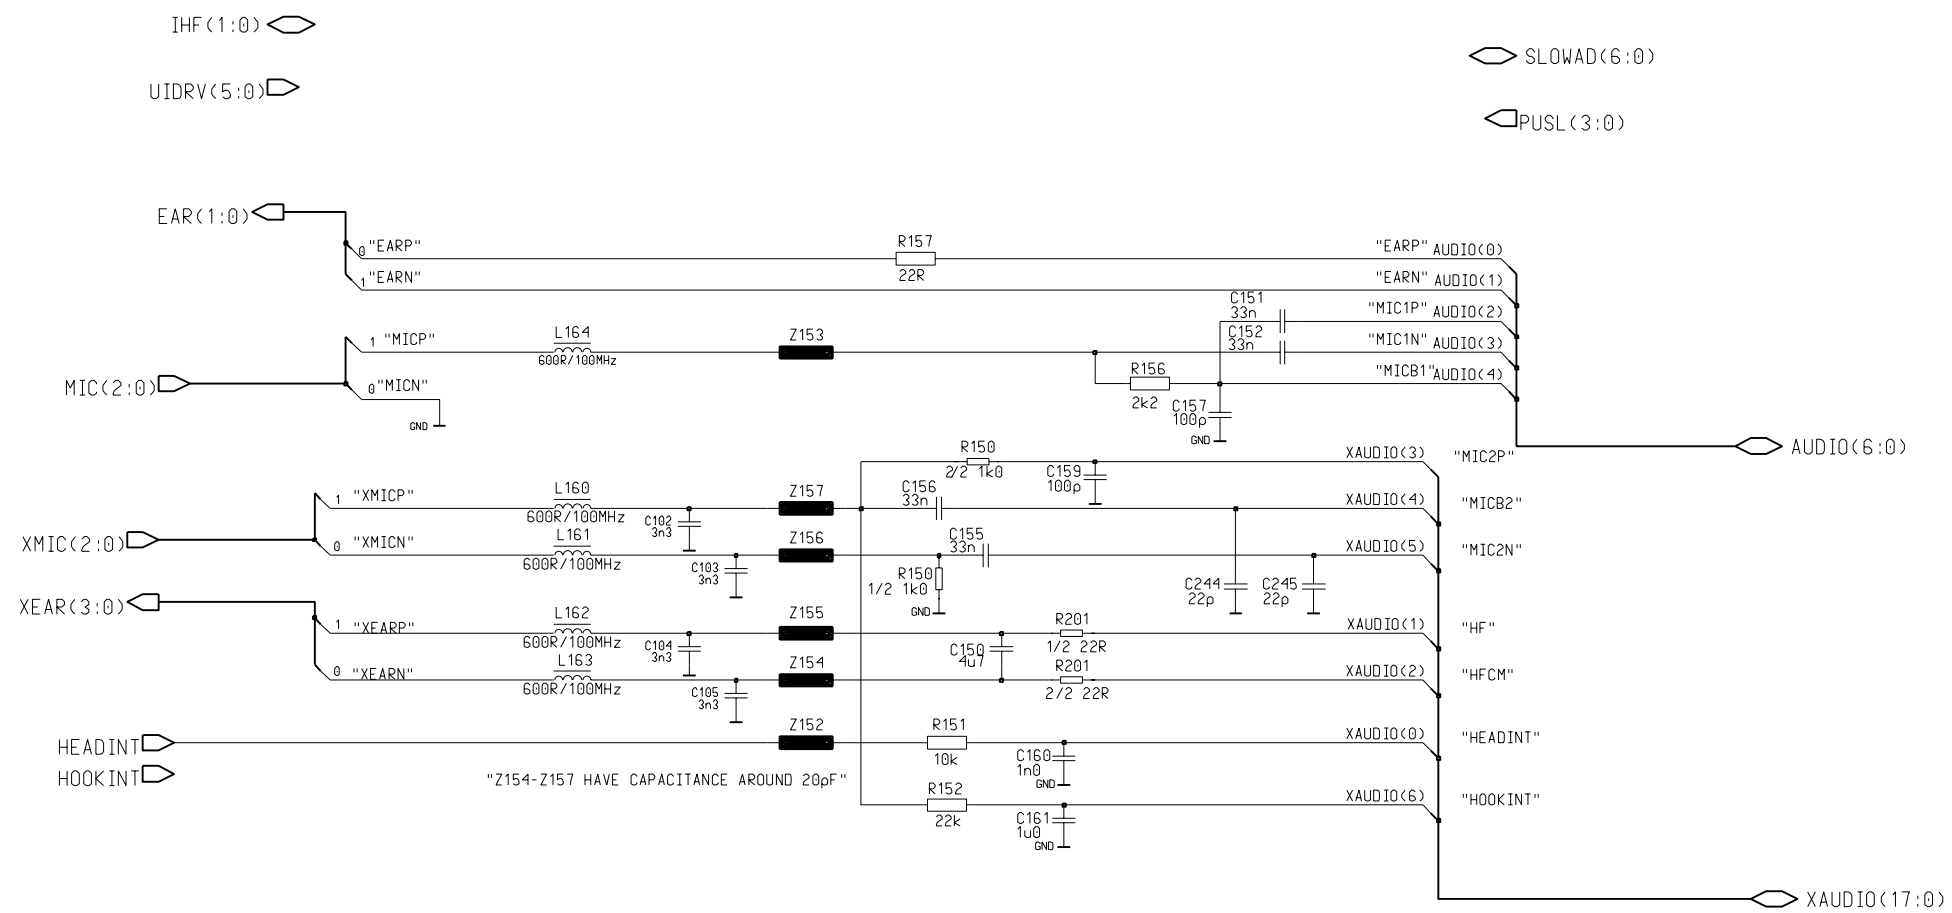 IHF(1:0)
SLOWAD(6:0)
UIDRV(5:0)
PUSL(3:0)
EAR(1:0)
0 "EARP"
R157
22R
"EARP" AUDIO(0)
1 "EARN"
"EARN" AUDIO(1)
C151
33n
"MIC1P" AUDIO(2)
1 "MICP"
L164
600R/100MHz
Z153
C152
33n
"MIC1N" AUDIO(3)
MIC(2:0)
0 "MICN"
GND
R156
2k2
C157
100p
GND
"MICB1" AUDIO(4)
AUDIO(6:0)
R150
2/2 1k0
C159
100p
XAUDIO(3) "MIC2P"
XMIC(2:0)
1 "XMICP"
L160
600R/100MHz
C102
3n3
Z157
C156
33n
XAUDIO(4) "MICB2"
0 "XMICN"
L161
600R/100MHz
C103
3n3
Z156
C155
33n
R150
1/2 1k0
GND
C244
22p
C245
22p
XAUDIO(5) "MIC2N"
XEAR(3:0)
1 "XEARP"
L162
600R/100MHz
C104
3n3
Z155
C150
4u7
R201
1/2 22R
XAUDIO(1) "HF"
0 "XEARN"
L163
600R/100MHz
C105
3n3
Z154
R201
2/2 22R
XAUDIO(2) "HFCM"
HEADINT
Z152
R151
10k
C160
1n0
GND
XAUDIO(0) "HEADINT"
HOOKINT
"Z154-Z157 HAVE CAPACITANCE AROUND 20pF"
R152
22k
C161
1u0
GND
XAUDIO(6) "HOOKINT"
XAUDIO(17:0)